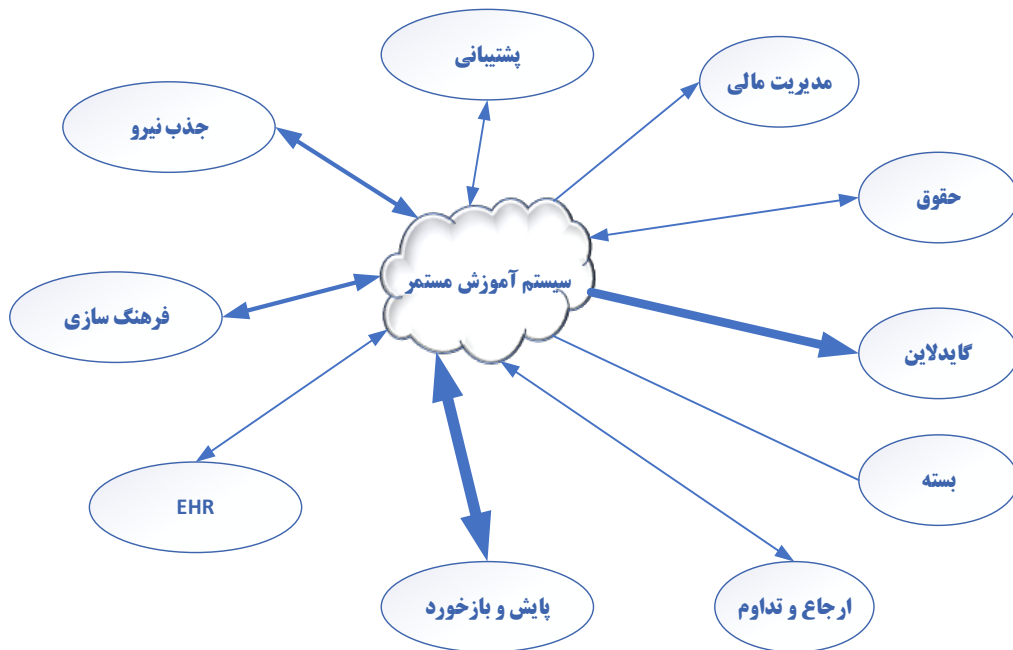 پشتیبانی
مدیریت مالی
جذب نیرو
حقوق
سیستم آموزش مستمر
فرهنگ سازی
گایدلاین
بسته
EHR
پایش و بازخورد
ارجاع و تداوم